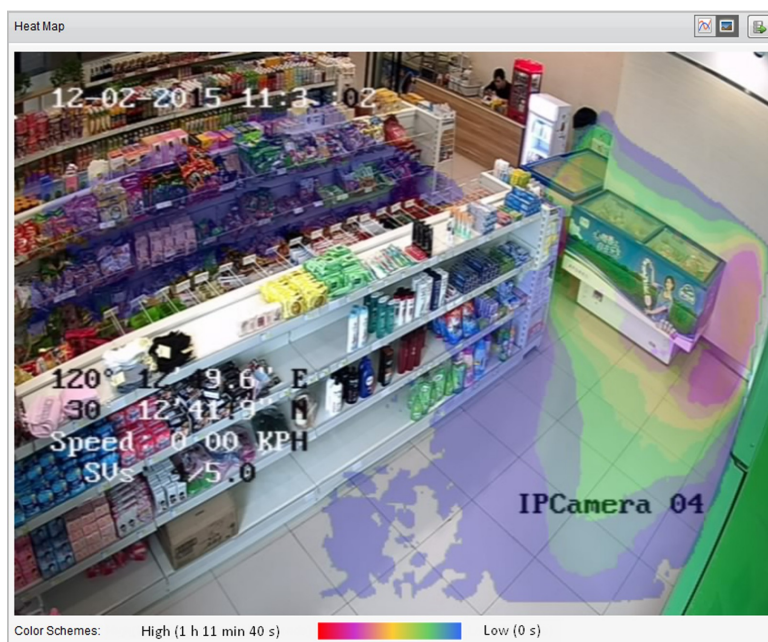 Heat Map
12-02-2015 11:3 :02
120° 12'49.6" E
30 12'41.9" N
Speed: 0.00 KPH
SVs /5.0
IPCamera 04
Color Schemes: High (1 h 11 min 40 s) Low (0 s)